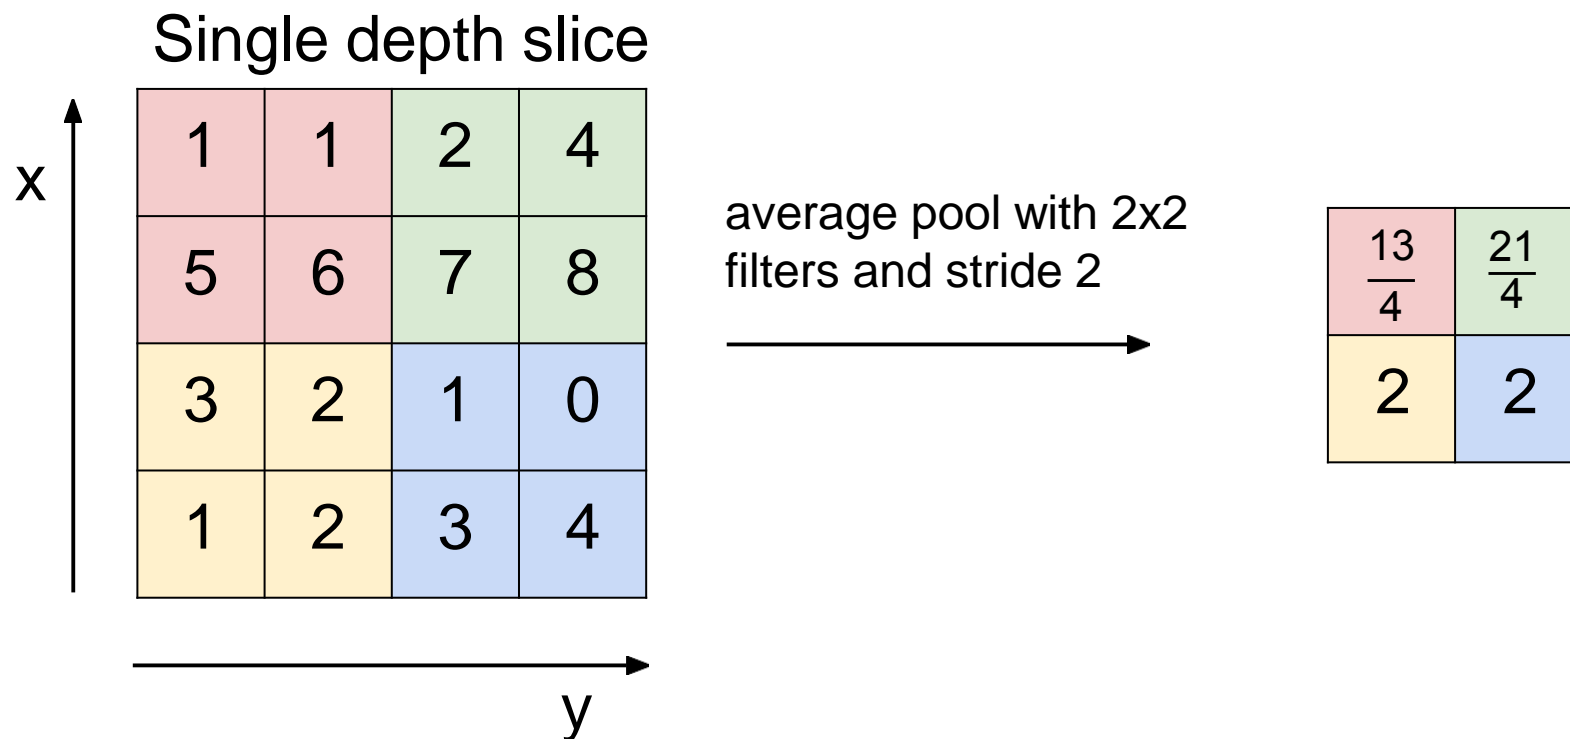 Single depth slice
x
1 1 2 4
5 6 7 8
3 2 1 0
1 2 3 4
y
average pool with 2x2
filters and stride 2
13 21
4 4
2 2